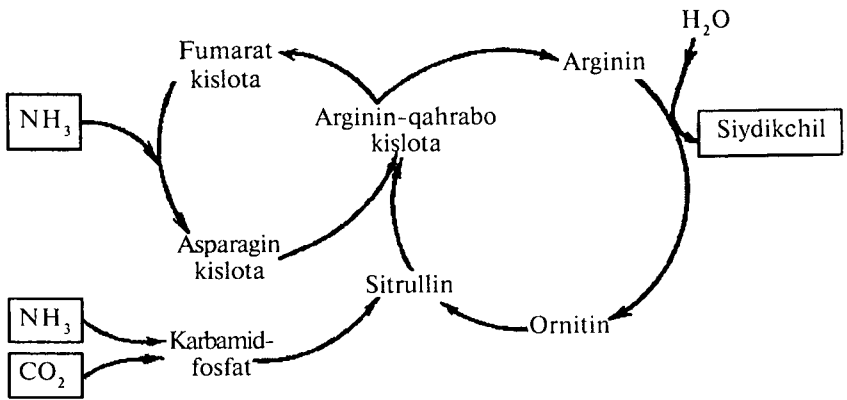 H₂O
Fumarat
kislota
Arginin
NH₃
Arginin-qahrabo
kislota
Siydikchil
Asparagin
kislota
Sitrullin
NH₃
Karbamid-
fosfat
Ornitin
CO₂